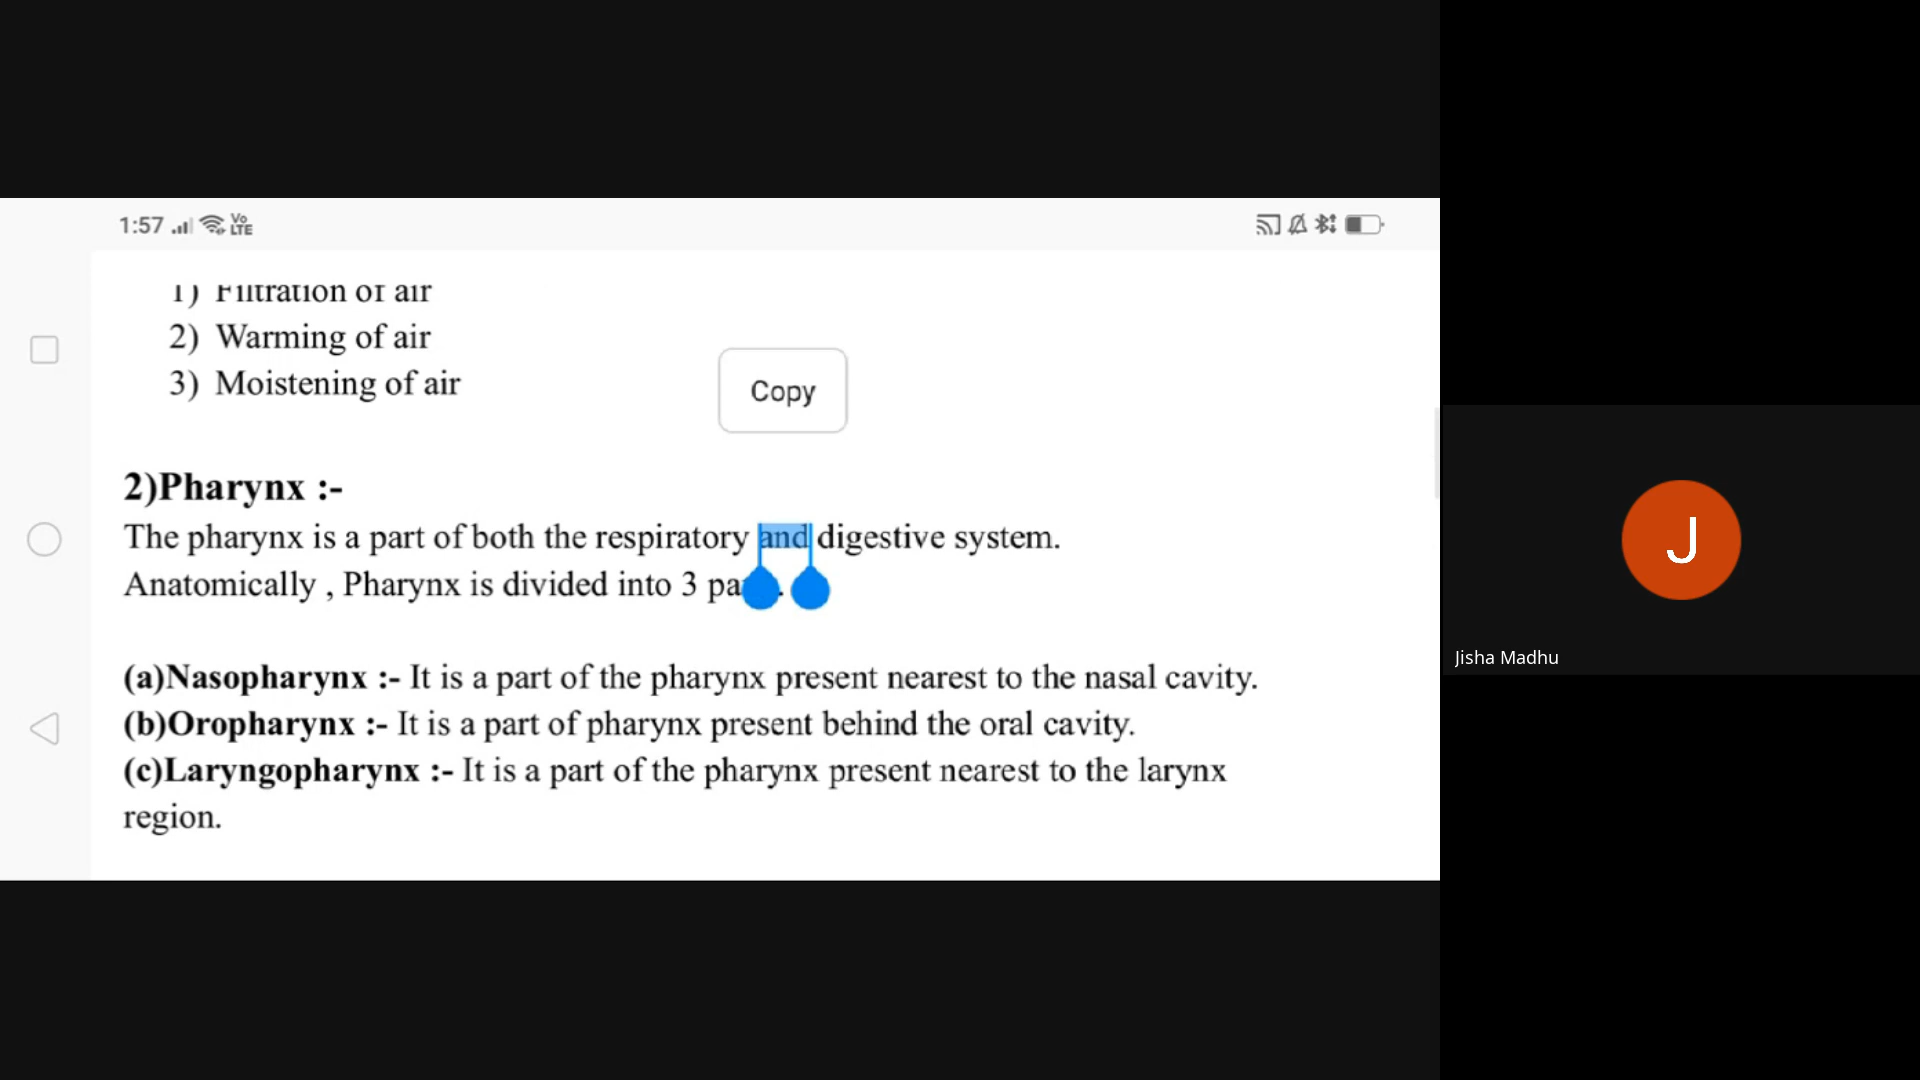 1:57 Vo LTE
1) Filtration of air
2) Warming of air
3) Moistening of air
Copy
2)Pharynx :-
The pharynx is a part of both the respiratory and digestive system.
Anatomically , Pharynx is divided into 3 pa .
(a)Nasopharynx :- It is a part of the pharynx present nearest to the nasal cavity.
(b)Oropharynx :- It is a part of pharynx present behind the oral cavity.
(c)Laryngopharynx :- It is a part of the pharynx present nearest to the larynx
region.
J
Jisha Madhu